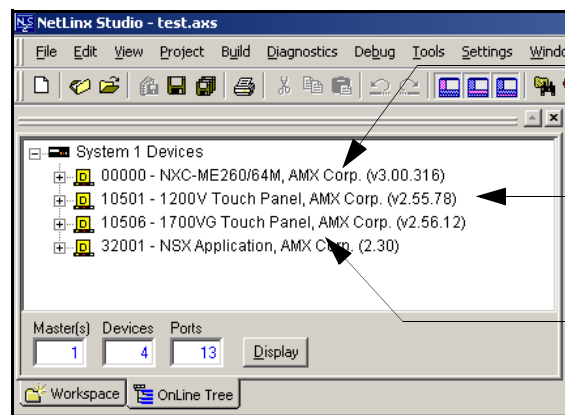 NetLinx Studio - test.axs
File Edit View Project Build Diagnostics Debug Tools Settings
System 1 Devices
00000 - NXC-ME260/64M, AMX Corp. (v3.00.316)
10501 - 1200V Touch Panel, AMX Corp. (v2.55.78)
10506 - 1700VG Touch Panel, AMX Corp. (v2.56.12)
32001 - NSX Application, AMX Corp. (2.30)
Master(s) Devices Ports
1 4 13 Display
Workspace OnLine Tree